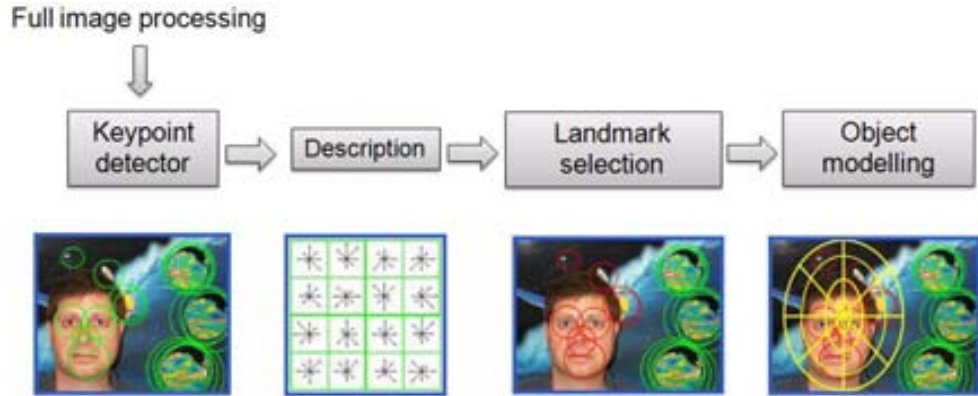 Full image processing
Keypoint
detector
Description
Landmark
selection
Object
modelling